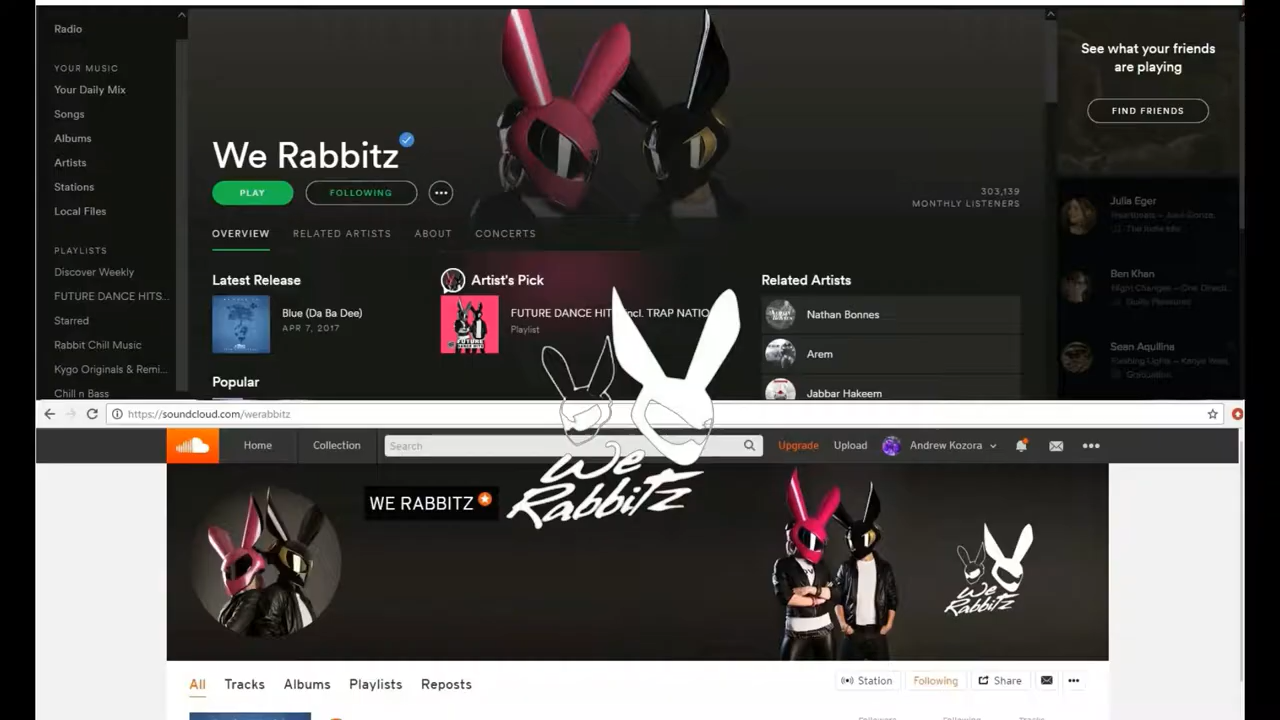 Radio
YOUR MUSIC
Your Daily Mix
Songs
Albums
Artists
Stations
Local Files
PLAYLISTS
Discover Weekly
FUTURE DANCE HITS...
Starred
Rabbit Chill Music
Kygo Originals & Remi...
Chill n Bass
We Rabbitz
PLAY
FOLLOWING
303,139
MONTHLY LISTENERS
OVERVIEW RELATED ARTISTS ABOUT CONCERTS
Latest Release
Blue (Da Ba Dee)
APR 7, 2017
Artist's Pick
FUTURE DANCE HIT incl. TRAP NATIO
Playlist
Related Artists
Nathan Bonnes
Arem
Jabbar Hakeem
Popular
See what your friends
are playing
FIND FRIENDS
Julia Eger
Ben Khan
Sean Aquilina
We
Rabbitz
https://soundcloud.com/werabbitz
Home Collection Search Upgrade Upload Andrew Kozora
WE RABBITZ
We
Rabbitz
All Tracks Albums Playlists Reposts Station Following Share
Followers Following Tracks